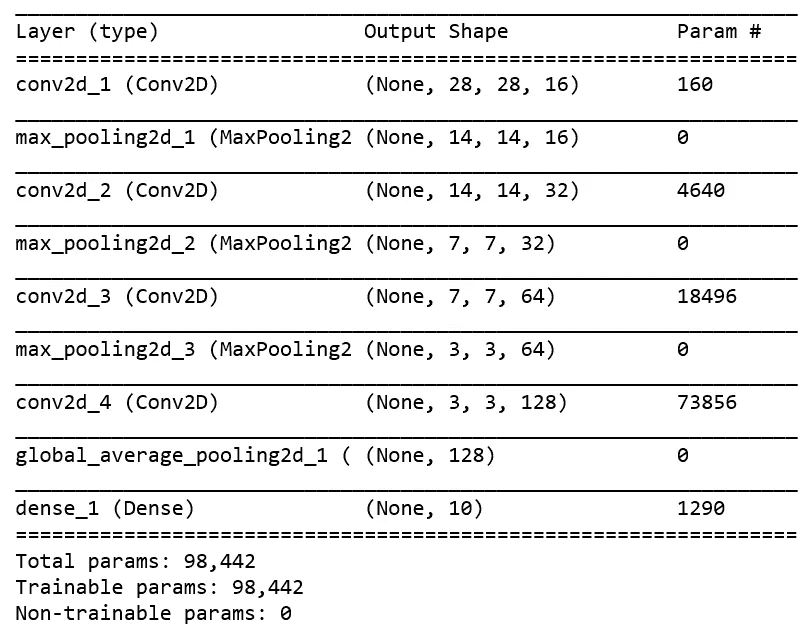 Layer (type) Output Shape Param #
conv2d_1 (Conv2D) (None, 28, 28, 16) 160
max_pooling2d_1 (MaxPooling2 (None, 14, 14, 16) 0
conv2d_2 (Conv2D) (None, 14, 14, 32) 4640
max_pooling2d_2 (MaxPooling2 (None, 7, 7, 32) 0
conv2d_3 (Conv2D) (None, 7, 7, 64) 18496
max_pooling2d_3 (MaxPooling2 (None, 3, 3, 64) 0
conv2d_4 (Conv2D) (None, 3, 3, 128) 73856
global_average_pooling2d_1 ( (None, 128) 0
dense_1 (Dense) (None, 10) 1290
Total params: 98,442
Trainable params: 98,442
Non-trainable params: 0